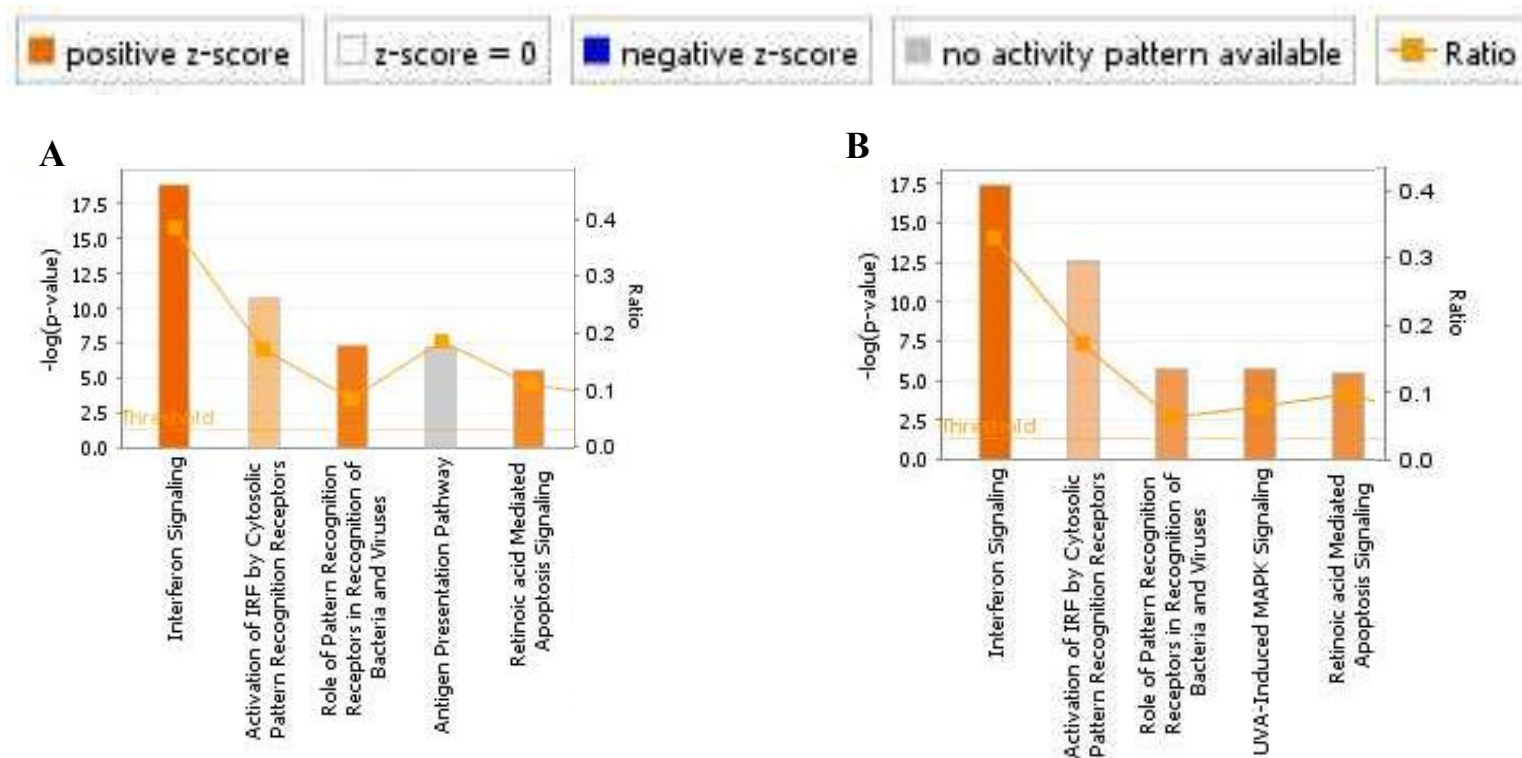 positive z-score
z-score = 0
negative z-score
no activity pattern available
Ratio
A
-log(p-value)
17.5
15.0
12.5
10.0
7.5
5.0
2.5
0.0
Threshold
0.4
0.3
0.2
0.1
0.0
Ratio
Interferon Signaling
Activation of IRF by Cytosolic
Pattern Recognition Receptors
Role of Pattern Recognition
Receptors in Recognition of
Bacteria and Viruses
Antigen Presentation Pathway
Retinoic acid Mediated
Apoptosis Signaling
B
-log(p-value)
17.5
15.0
12.5
10.0
7.5
5.0
2.5
0.0
Threshold
0.4
0.3
0.2
0.1
0.0
Ratio
Interferon Signaling
Activation of IRF by Cytosolic
Pattern Recognition Receptors
Role of Pattern Recognition
Receptors in Recognition of
Bacteria and Viruses
UVA-Induced MAPK Signaling
Retinoic acid Mediated
Apoptosis Signaling